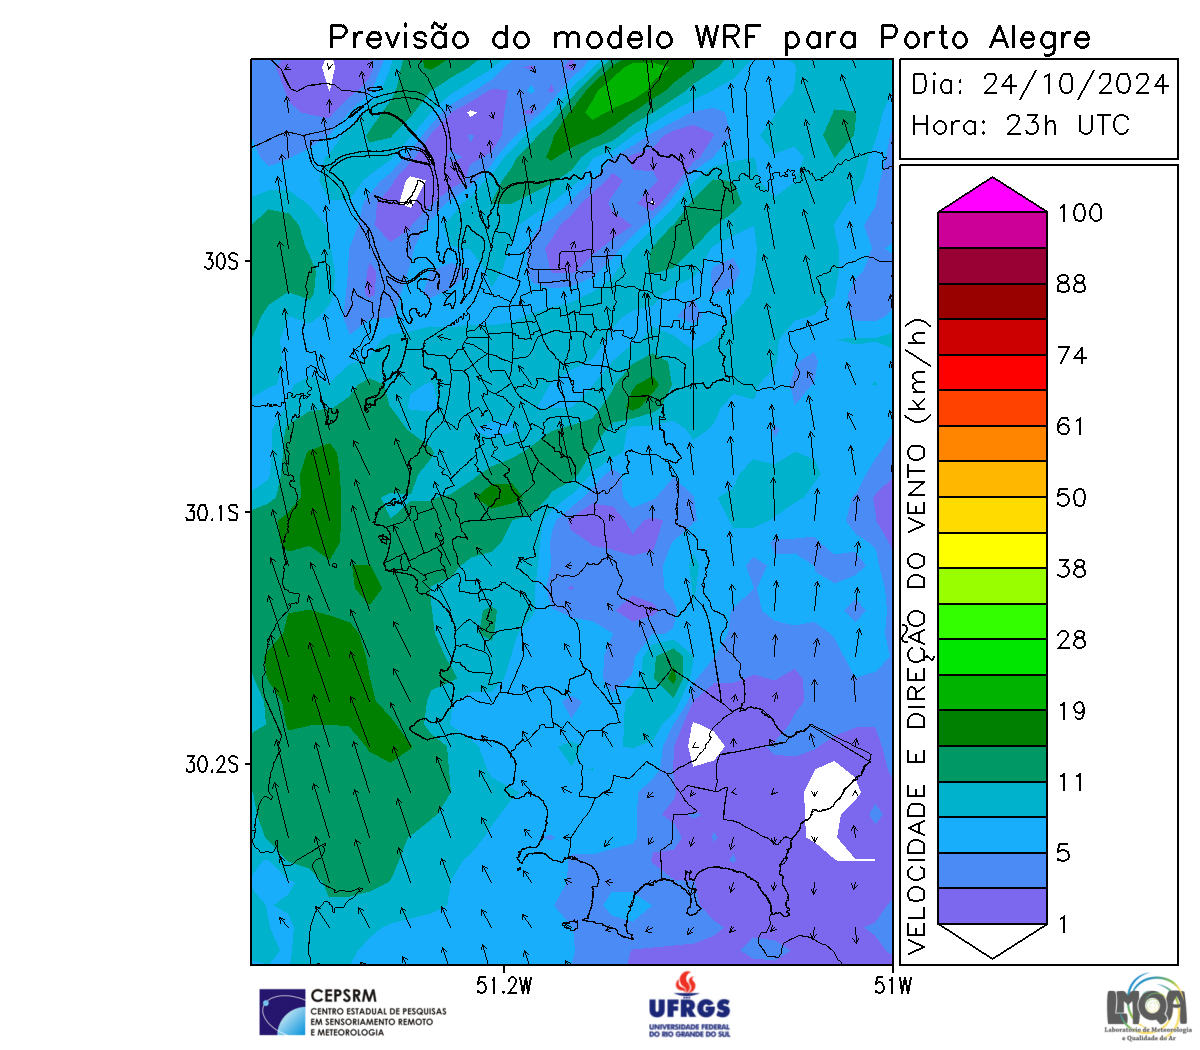 Previsão do modelo WRF para Porto Alegre
Dia: 24/10/2024
Hora: 23h UTC
30S
30.1S
30.2S
51.2W
51W
VELOCIDADE E DIREÇÃO DO VENTO (km/h)
100
88
74
61
50
38
28
19
11
5
1
CEPSRM
CENTRO ESTADUAL DE PESQUISAS
EM SENSORIAMENTO REMOTO
E METEOROLOGIA
UFRGS
UNIVERSIDADE FEDERAL
DO RIO GRANDE DO SUL
LMQA
Laboratório de Meteorologia
e Qualidade do Ar